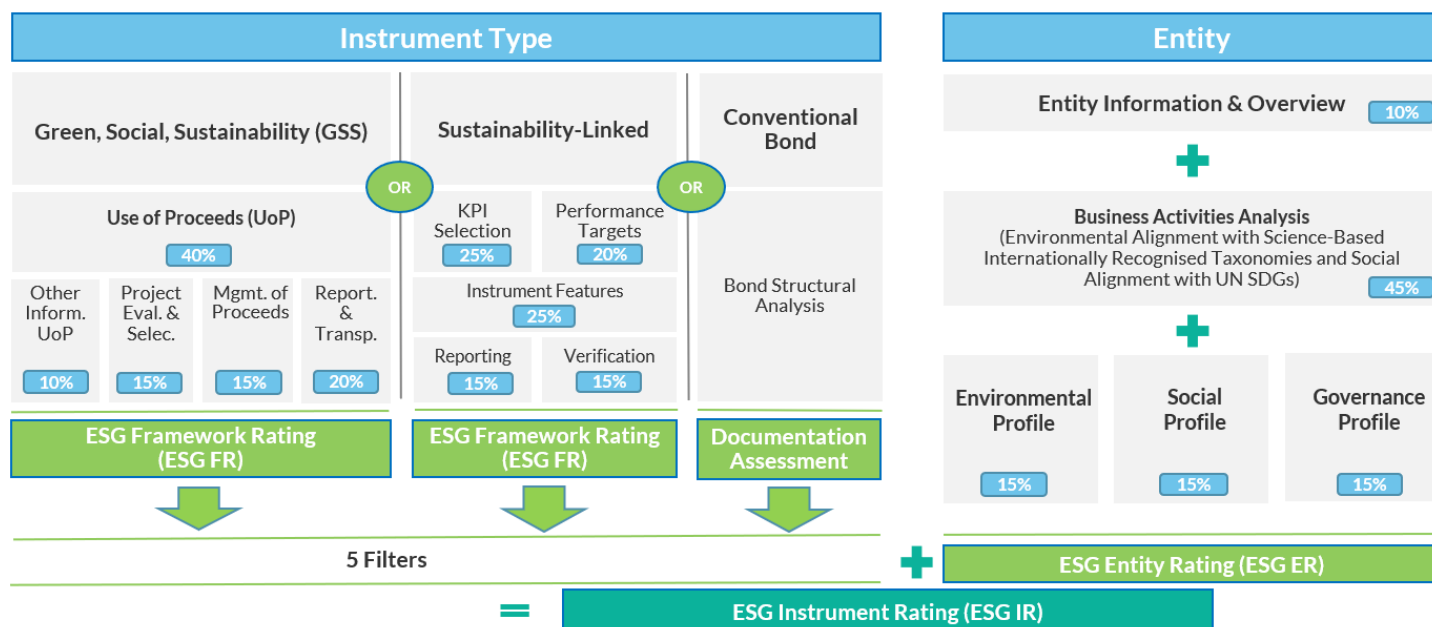 Instrument Type
Entity
Green, Social, Sustainability (GSS)
OR
Sustainability-Linked
OR
Conventional
Bond
Use of Proceeds (UoP)
40%
Other
Inform.
UoP
10%
Project
Eval. &
Selec.
15%
Mgmt. of
Proceeds
15%
Report.
&
Transp.
20%
KPI
Selection
25%
Performance
Targets
20%
Instrument Features
25%
Reporting
15%
Verification
15%
Bond Structural
Analysis
ESG Framework Rating
(ESG FR)
ESG Framework Rating
(ESG FR)
Documentation
Assessment
5 Filters
Entity Information & Overview
10%
+
Business Activities Analysis
(Environmental Alignment with Science-Based
Internationally Recognised Taxonomies and Social
Alignment with UN SDGs)
45%
+
Environmental
Profile
15%
Social
Profile
15%
Governance
Profile
15%
+
ESG Entity Rating (ESG ER)
=
ESG Instrument Rating (ESG IR)